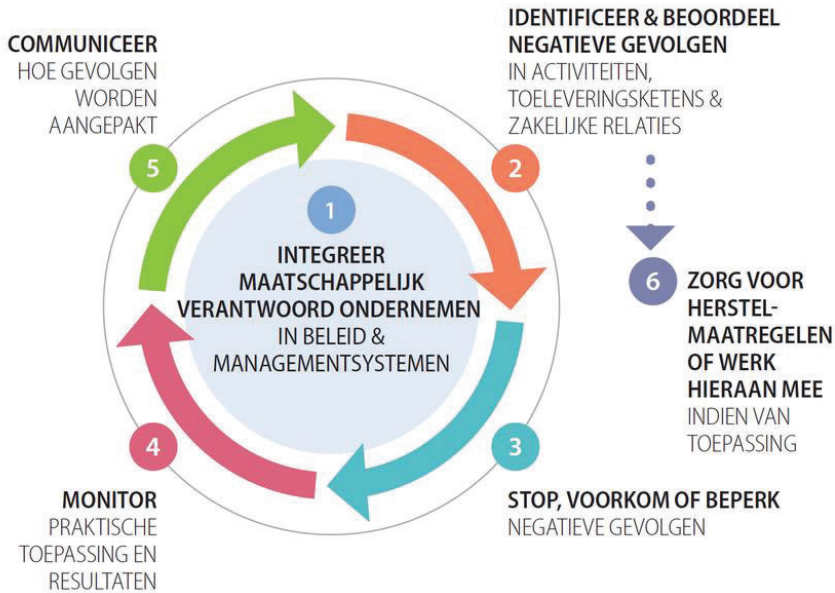 1
INTEGREER
MAATSCHAPPELIJK
VERANTWOORD ONDERNEMEN
IN BELEID &
MANAGEMENTSYSTEMEN
2
IDENTIFICEER & BEOORDEEL
NEGATIEVE GEVOLGEN
IN ACTIVITEITEN,
TOELEVERINGSKETENS &
ZAKELIJKE RELATIES
3
STOP, VOORKOM OF BEPERK
NEGATIEVE GEVOLGEN
4
MONITOR
PRAKTISCHE
TOEPASSING EN
RESULTATEN
5
COMMUNICEER
HOE GEVOLGEN
WORDEN
AANGEPAKT
6
ZORG VOOR
HERSTEL-
MAATREGELEN
OF WERK
HIERAAN MEE
INDIEN VAN
TOEPASSING